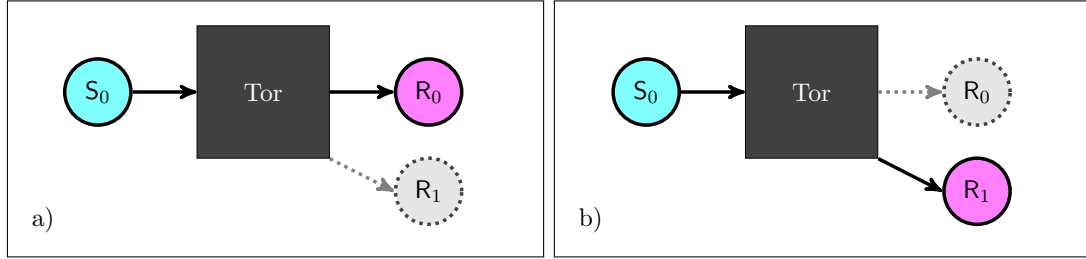 S₀ Tor R₀
R₁
a)
S₀ Tor R₀
R₁
b)